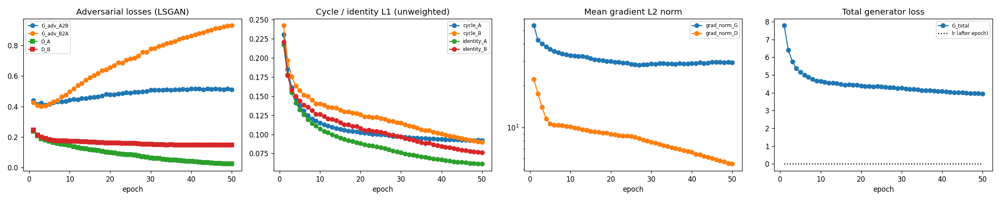 Adversarial losses (LSGAN)
G_adv_A2B
G_adv_B2A
D_A
D_B
0.8
0.6
0.4
0.2
0.0
0 10 20 30 40 50
epoch
Cycle / identity L1 (unweighted)
cycle_A
cycle_B
identity_A
identity_B
0.250
0.225
0.200
0.175
0.150
0.125
0.100
0.075
0 10 20 30 40 50
epoch
Mean gradient L2 norm
grad_norm_G
grad_norm_D
10¹
0 10 20 30 40 50
epoch
Total generator loss
G_total
lr (after epoch)
8
7
6
5
4
3
2
1
0
0 10 20 30 40 50
epoch